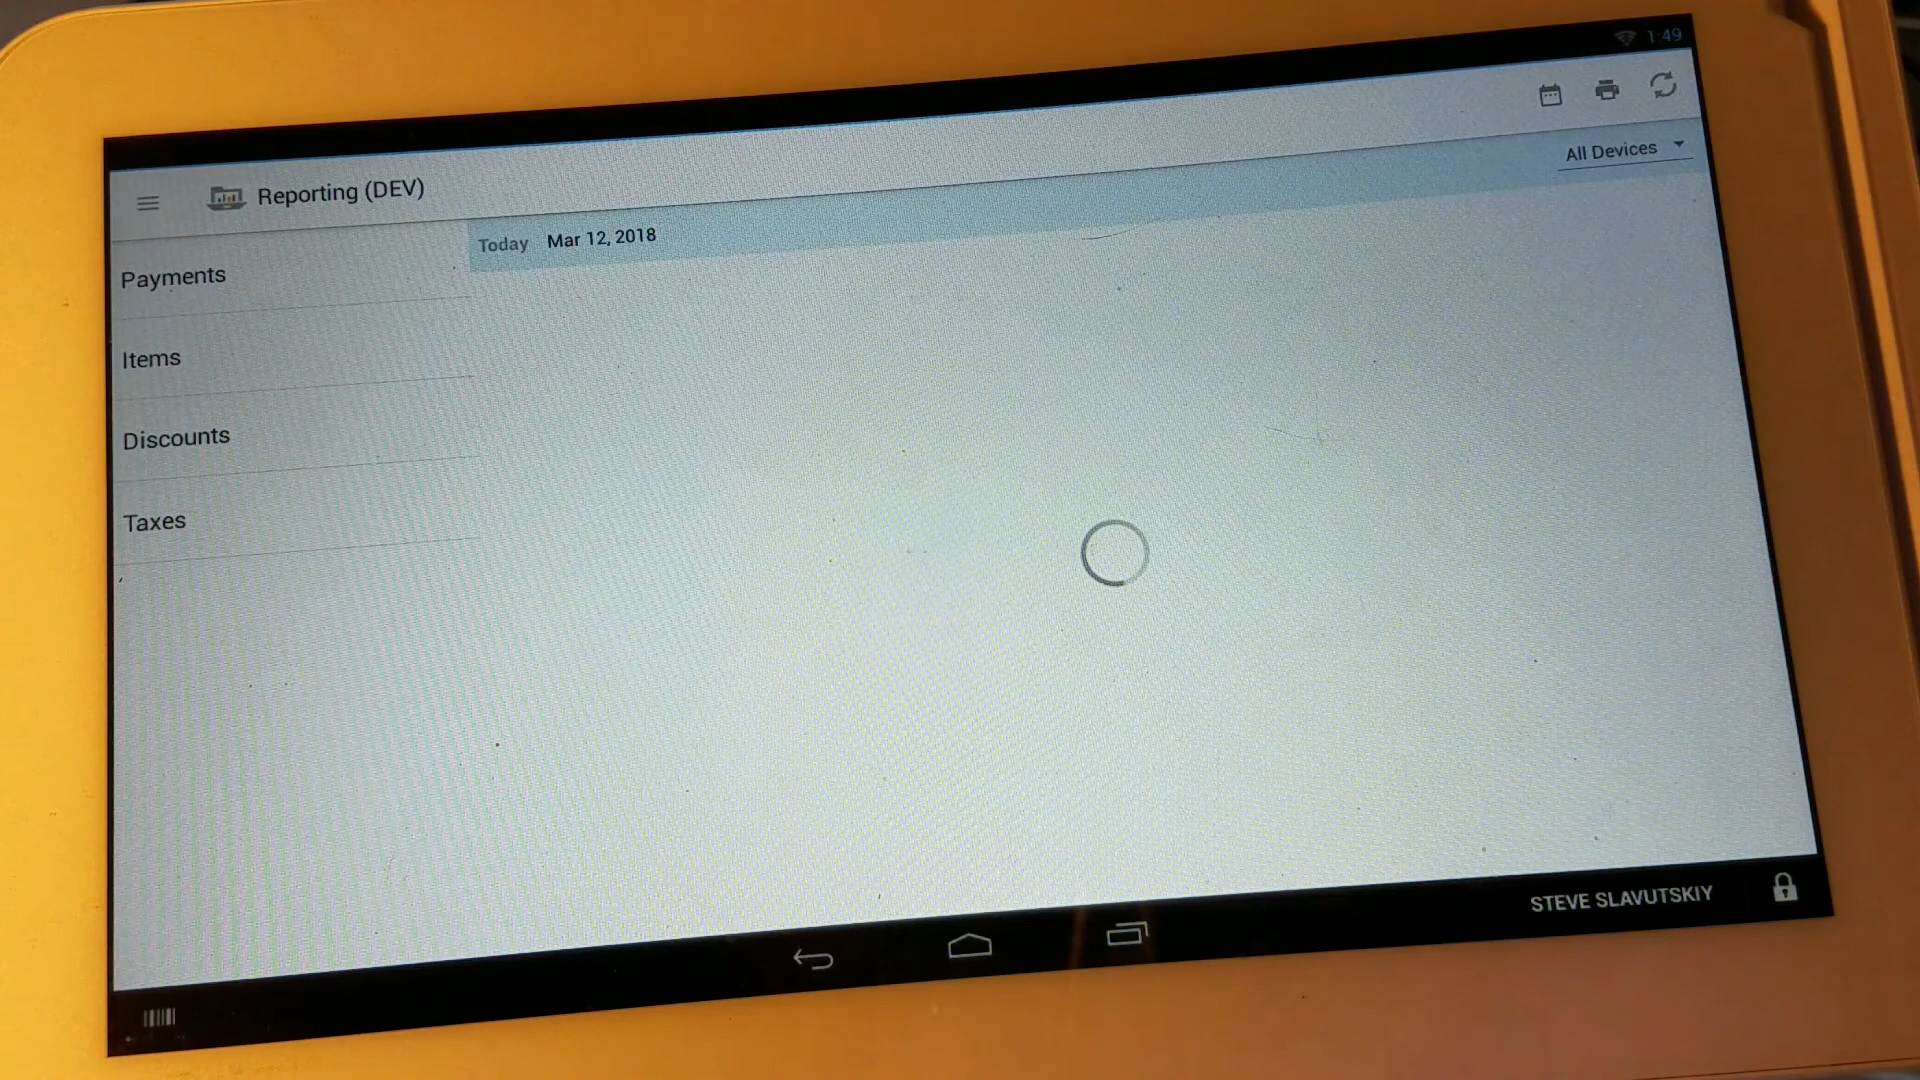 1:49
Reporting (DEV)
All Devices
Today Mar 12, 2018
Payments
Items
Discounts
Taxes
STEVE SLAVUTSKIY